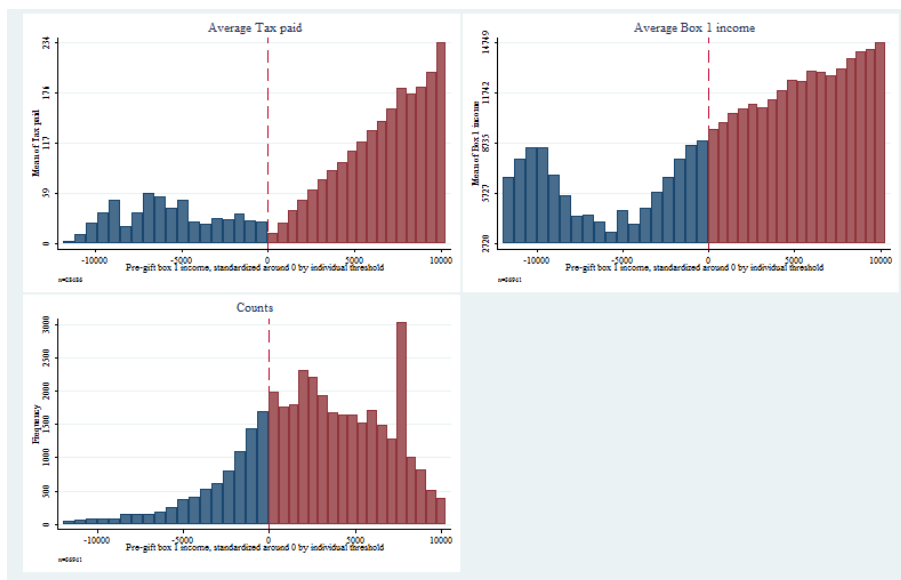 Average Tax paid
Mean of Tax paid
234
176
117
59
0
-10000 -5000 0 5000 10000
Pre-gift box 1 income, standardized around 0 by individual threshold
Average Box 1 income
Mean of Box 1 income
14749
11742
8735
5727
2720
-10000 -5000 0 5000 10000
Pre-gift box 1 income, standardized around 0 by individual threshold
Counts
Frequency
3000
2500
2000
1500
1000
500
0
-10000 -5000 0 5000 10000
Pre-gift box 1 income, standardized around 0 by individual threshold